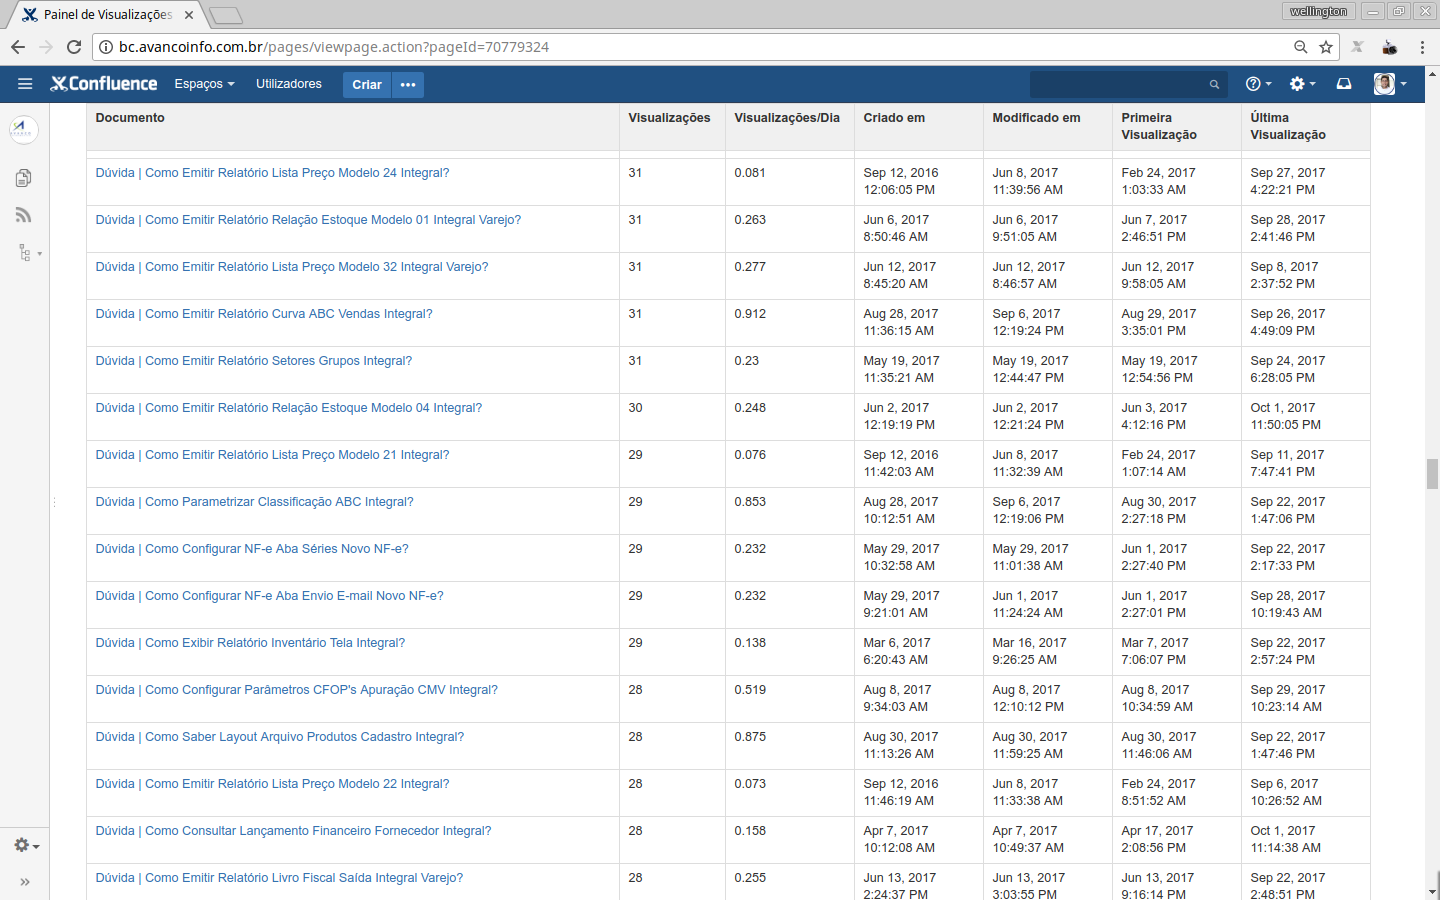 Painel de Visualizações
wellington
bc.avancoinfo.com.br/pages/viewpage.action?pageId=70779324
Confluence Espaços Utilizadores Criar
Documento Visualizações Visualizações/Dia Criado em Modificado em Primeira Última
Visualização Visualização
Dúvida | Como Emitir Relatório Lista Preço Modelo 24 Integral? 31 0.081 Sep 12, 2016 Jun 8, 2017 Feb 24, 2017 Sep 27, 2017
12:06:05 PM 11:39:56 AM 1:03:33 AM 4:22:21 PM
Dúvida | Como Emitir Relatório Relação Estoque Modelo 01 Integral Varejo? 31 0.263 Jun 6, 2017 Jun 6, 2017 Jun 7, 2017 Sep 28, 2017
8:50:46 AM 9:51:05 AM 2:46:51 PM 2:41:46 PM
Dúvida | Como Emitir Relatório Lista Preço Modelo 32 Integral Varejo? 31 0.277 Jun 12, 2017 Jun 12, 2017 Jun 12, 2017 Sep 8, 2017
8:45:20 AM 8:46:57 AM 9:58:05 AM 2:37:52 PM
Dúvida | Como Emitir Relatório Curva ABC Vendas Integral? 31 0.912 Aug 28, 2017 Sep 6, 2017 Aug 29, 2017 Sep 26, 2017
11:36:15 AM 12:19:24 PM 3:35:01 PM 4:49:09 PM
Dúvida | Como Emitir Relatório Setores Grupos Integral? 31 0.23 May 19, 2017 May 19, 2017 May 19, 2017 Sep 24, 2017
11:35:21 AM 12:44:47 PM 12:54:56 PM 6:28:05 PM
Dúvida | Como Emitir Relatório Relação Estoque Modelo 04 Integral? 30 0.248 Jun 2, 2017 Jun 2, 2017 Jun 3, 2017 Oct 1, 2017
12:19:19 PM 12:21:24 PM 4:12:16 PM 11:50:05 PM
Dúvida | Como Emitir Relatório Lista Preço Modelo 21 Integral? 29 0.076 Sep 12, 2016 Jun 8, 2017 Feb 24, 2017 Sep 11, 2017
11:42:03 AM 11:32:39 AM 1:07:14 AM 7:47:41 PM
Dúvida | Como Parametrizar Classificação ABC Integral? 29 0.853 Aug 28, 2017 Sep 6, 2017 Aug 30, 2017 Sep 22, 2017
10:12:51 AM 12:19:06 PM 2:27:18 PM 1:47:06 PM
Dúvida | Como Configurar NF-e Aba Séries Novo NF-e? 29 0.232 May 29, 2017 May 29, 2017 Jun 1, 2017 Sep 22, 2017
10:32:58 AM 11:01:38 AM 2:27:40 PM 2:17:33 PM
Dúvida | Como Configurar NF-e Aba Envio E-mail Novo NF-e? 29 0.232 May 29, 2017 Jun 1, 2017 Jun 1, 2017 Sep 28, 2017
9:21:01 AM 11:24:24 AM 2:27:01 PM 10:19:43 AM
Dúvida | Como Exibir Relatório Inventário Tela Integral? 29 0.138 Mar 6, 2017 Mar 16, 2017 Mar 7, 2017 Sep 22, 2017
6:20:43 AM 9:26:25 AM 7:06:07 PM 2:57:24 PM
Dúvida | Como Configurar Parâmetros CFOP's Apuração CMV Integral? 28 0.519 Aug 8, 2017 Aug 8, 2017 Aug 8, 2017 Sep 29, 2017
9:34:03 AM 12:10:12 PM 10:34:59 AM 10:23:14 AM
Dúvida | Como Saber Layout Arquivo Produtos Cadastro Integral? 28 0.875 Aug 30, 2017 Aug 30, 2017 Aug 30, 2017 Sep 22, 2017
11:13:26 AM 11:59:25 AM 11:46:06 AM 1:47:46 PM
Dúvida | Como Emitir Relatório Lista Preço Modelo 22 Integral? 28 0.073 Sep 12, 2016 Jun 8, 2017 Feb 24, 2017 Sep 6, 2017
11:46:19 AM 11:33:38 AM 8:51:52 AM 10:26:52 AM
Dúvida | Como Consultar Lançamento Financeiro Fornecedor Integral? 28 0.158 Apr 7, 2017 Apr 7, 2017 Apr 17, 2017 Oct 1, 2017
10:12:08 AM 10:49:37 AM 2:08:56 PM 11:14:38 AM
Dúvida | Como Emitir Relatório Livro Fiscal Saída Integral Varejo? 28 0.255 Jun 13, 2017 Jun 13, 2017 Jun 13, 2017 Sep 22, 2017
2:24:37 PM 3:03:55 PM 9:16:14 PM 2:48:51 PM